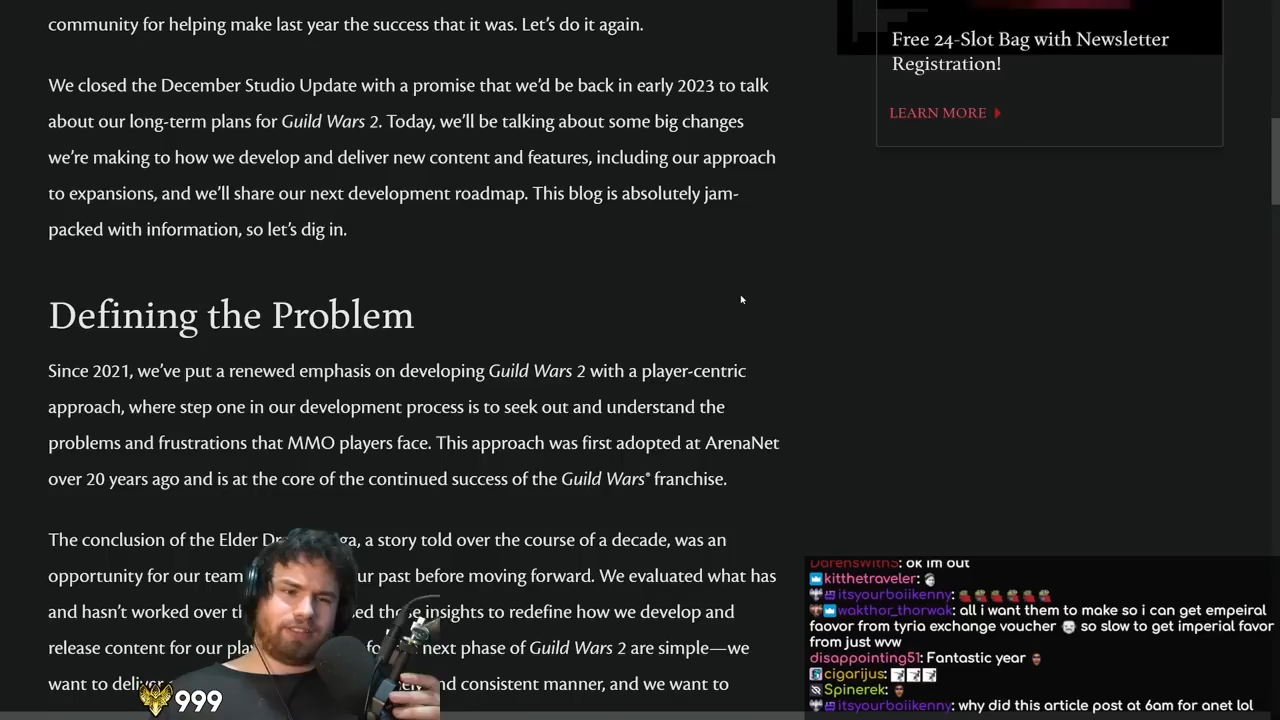 community for helping make last year the success that it was. Let's do it again.
We closed the December Studio Update with a promise that we'd be back in early 2023 to talk
about our long-term plans for Guild Wars 2. Today, we'll be talking about some big changes
we're making to how we develop and deliver new content and features, including our approach
to expansions, and we'll share our next development roadmap. This blog is absolutely jam-
packed with information, so let's dig in.
Defining the Problem
Since 2021, we've put a renewed emphasis on developing Guild Wars 2 with a player-centric
approach, where step one in our development process is to seek out and understand the
problems and frustrations that MMO players face. This approach was first adopted at ArenaNet
over 20 years ago and is at the core of the continued success of the Guild Wars® franchise.
The conclusion of the Elder a story told over the course of a decade, was an
opportunity for our team our past before moving forward. We evaluated what has
and hasn't worked over those insights to redefine how we develop and
release content for our next phase of Guild Wars 2 are simple—we
want to and consistent manner, and we want to
999
Free 24-Slot Bag with Newsletter
Registration!
LEARN MORE
DarenswithS: ok im out
kitthetraveler:
itsyourboiikenny:
wakthor_thorwak: all i want them to make so i can get empeiral
faovor from tyria exchange voucher so slow to get imperial favor
from just wvw
disappointing51: Fantastic year
cigarijus:
Spinerek:
itsyourboiikenny: why did this article post at 6am for anet lol